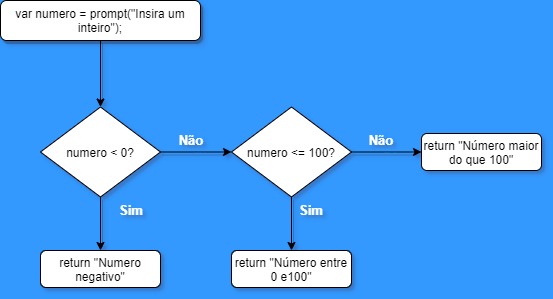 var numero = prompt("Insira um
inteiro");
numero < 0?
Não
numero <= 100?
Não
return "Número maior
do que 100"
Sim
Sim
return "Numero
negativo"
return "Número entre
0 e100"